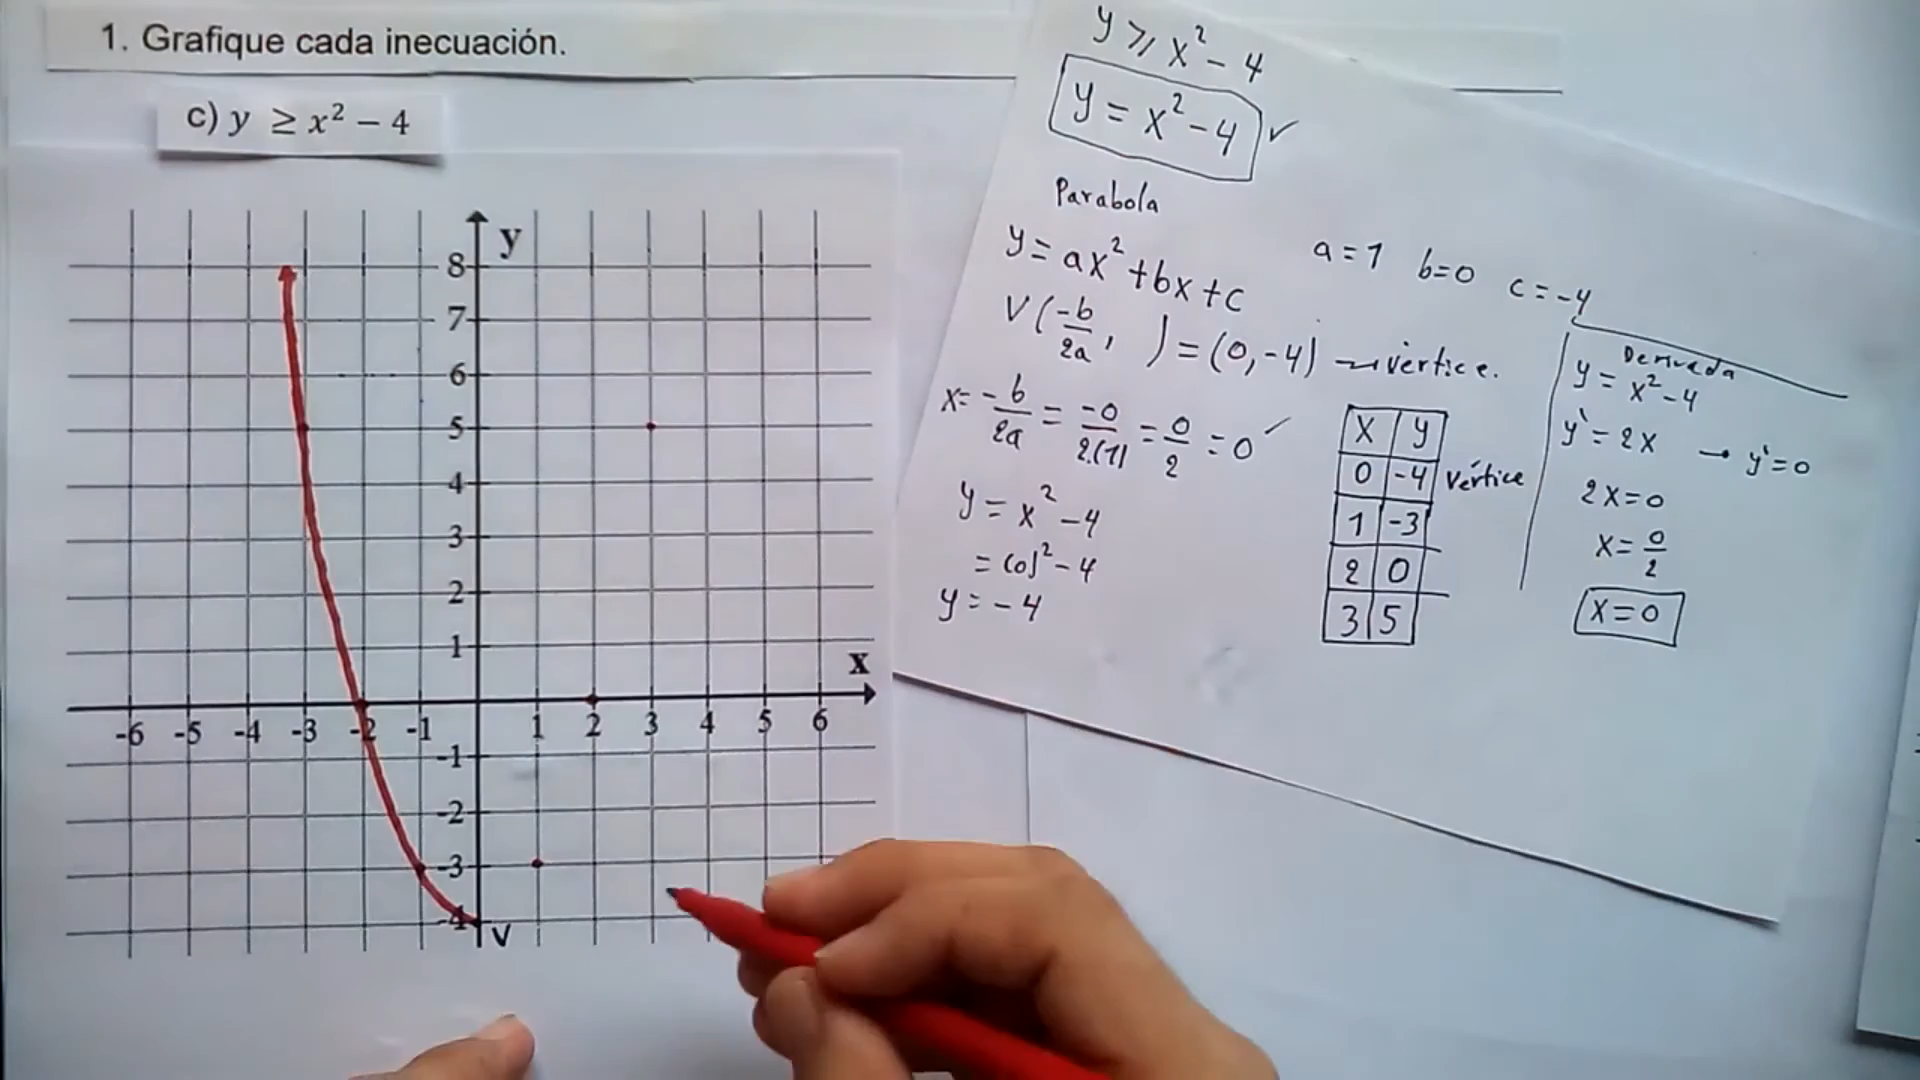 1. Grafique cada inecuación.
c) y ≥ x² – 4
y
8
7
6
5
4
3
2
1
x
-6 -5 -4 -3 -2 -1 1 2 3 4 5 6
-1
-2
-3
-4
V
y ≥ x² - 4
y = x² - 4 ✓
Parabola
y = ax² + bx + c
a = 1 b=0 c = -4
V(-b/2a, ) = (0, -4) → vértice.
x = -b/2a = -0/2.(1) = 0/2 = 0 ✓
y = x² - 4
= (0)² - 4
y = - 4
X Y
0 -4 vértice
1 -3
2 0
3 5
Derivada
y = x² - 4
y' = 2x → y' = 0
2x = 0
x = 0/2
x = 0